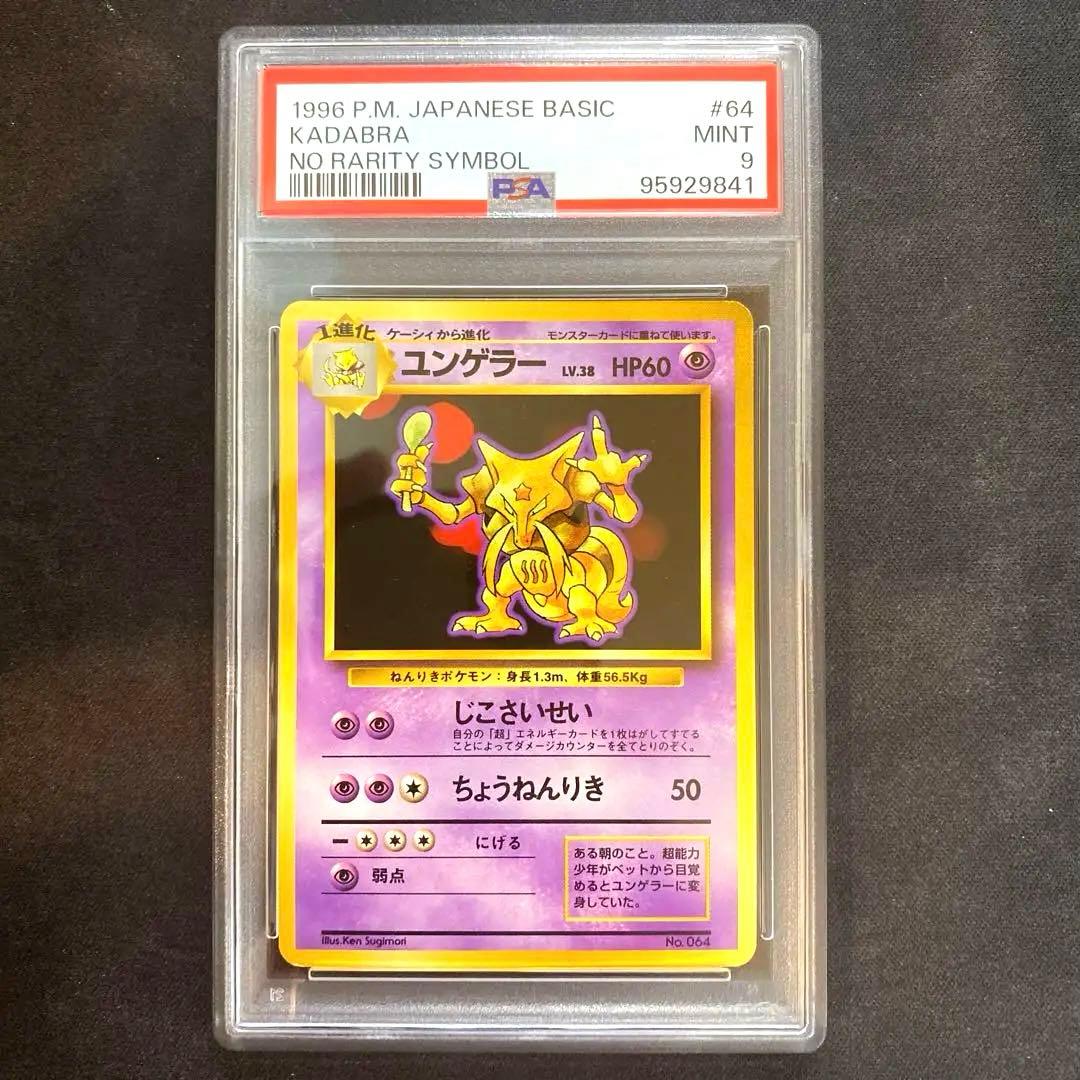 1996 P.M. JAPANESE BASIC #64
KADABRA MINT
NO RARITY SYMBOL 9
PSA 95929841
1進化 ケーシィから進化 モンスターカードに重ねて使います。
ユンゲラー LV.38 HP60
ねんりきポケモン:身長1.3m、体重56.5Kg
じこさいせい
自分の「超」エネルギーカードを1枚はがしてすてる
ことによってダメージカウンターを全てとりのぞく。
ちょうねんりき 50
ー にげる
弱点
ある朝のこと。超能力
少年がベットから目覚
めるとユンゲラーに変
身していた。
Illus.Ken Sugimori No.064